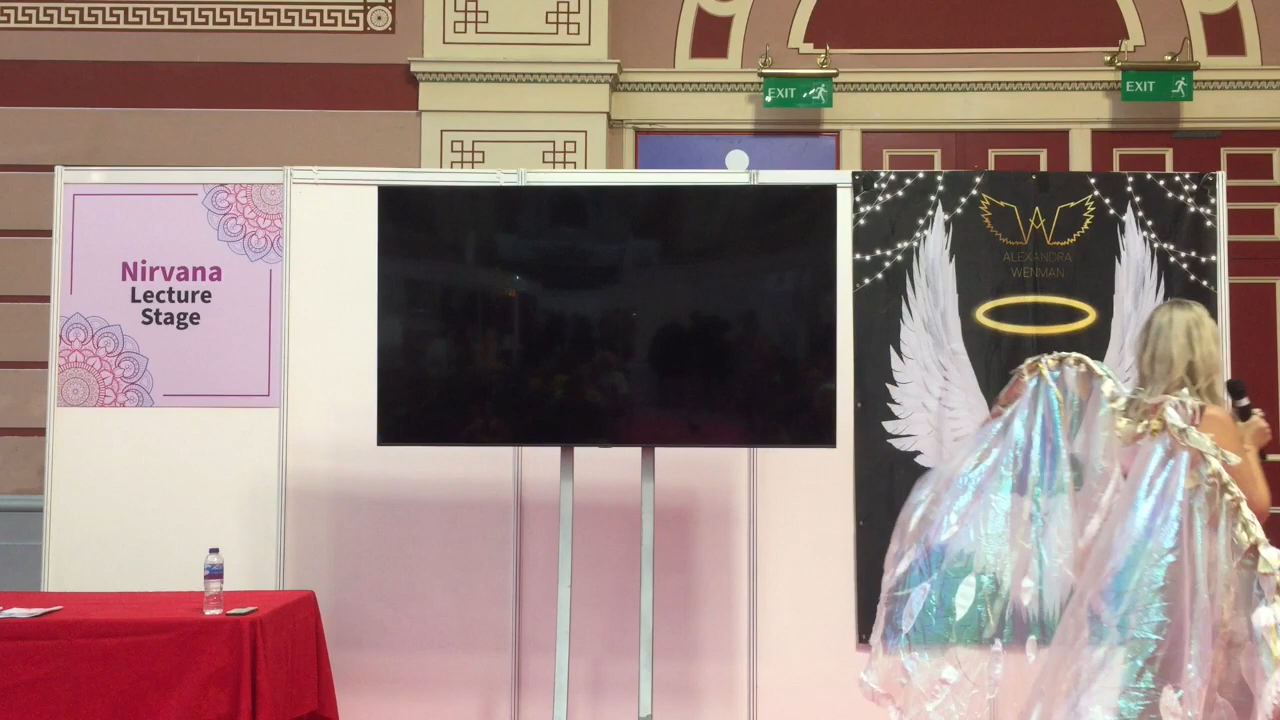 EXIT
EXIT
Nirvana
Lecture
Stage
ALEXANDRA
WENMAN